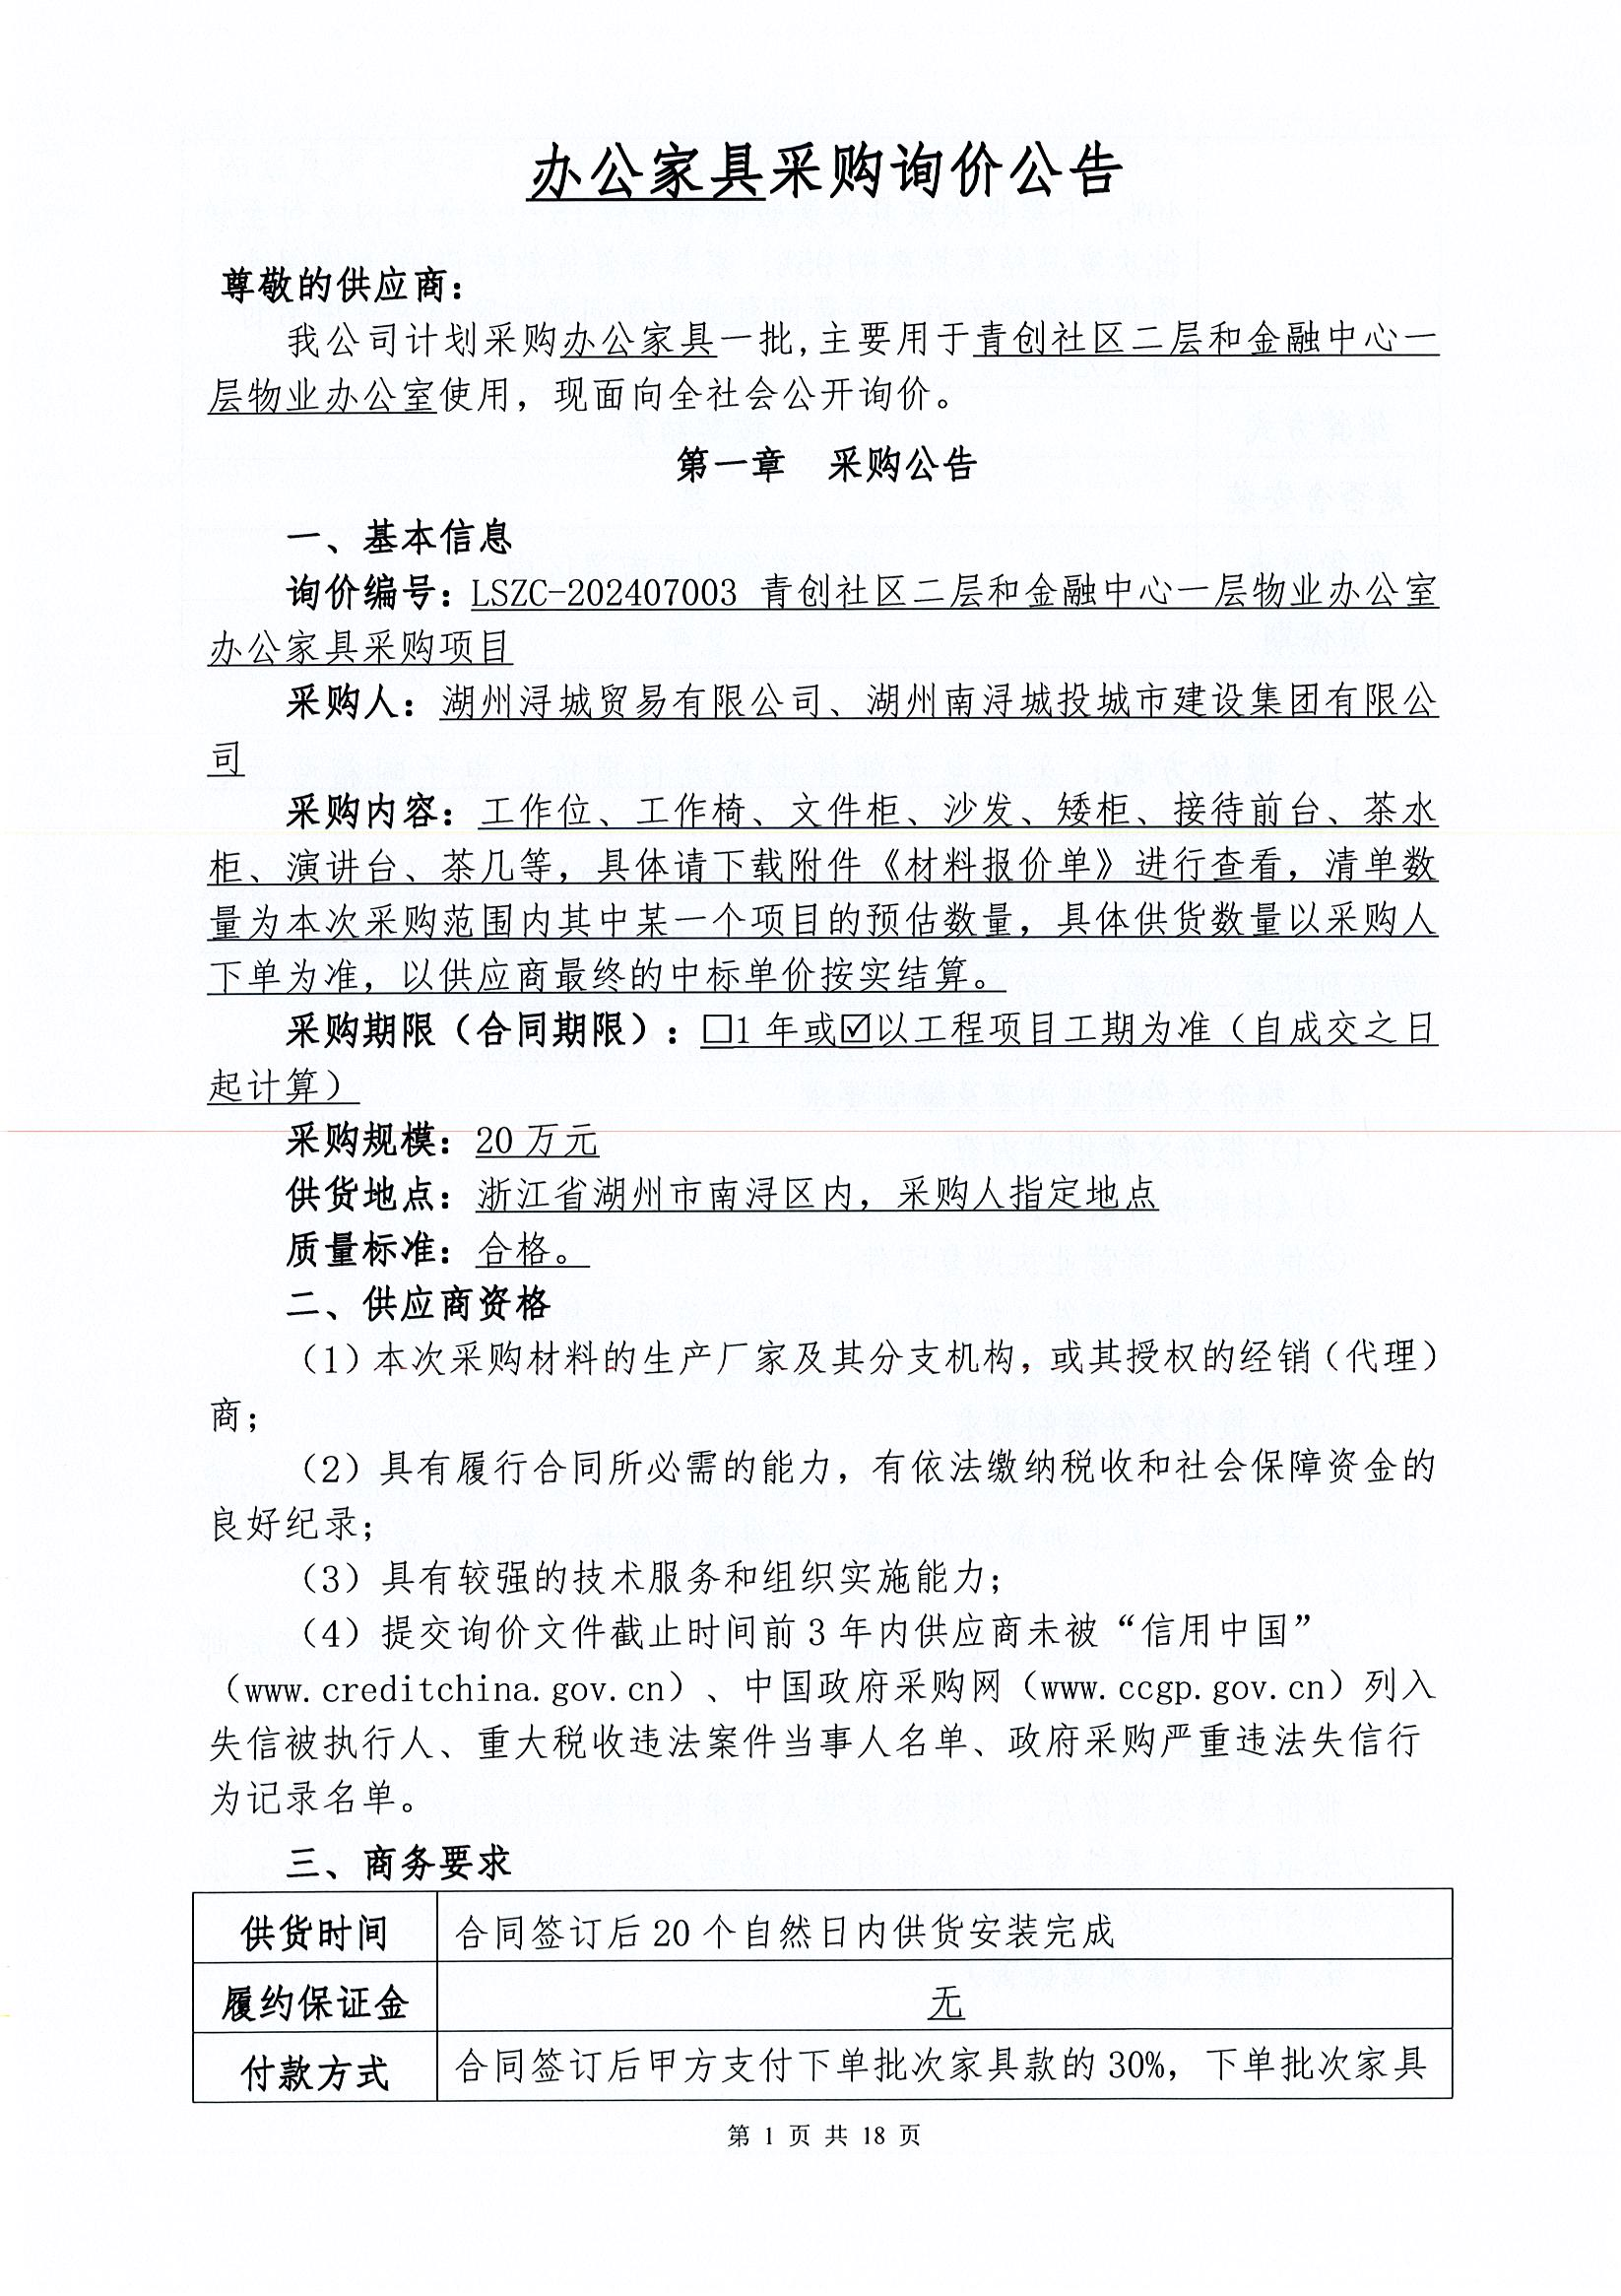 办公家具采购询价公告
尊敬的供应商：
我公司计划采购办公家具一批,主要用于青创社区二层和金融中心一
层物业办公室使用，现面向全社会公开询价。
第一章 采购公告
一、基本信息
询价编号：LSZC-202407003 青创社区二层和金融中心一层物业办公室
办公家具采购项目
采购人：湖州浔城贸易有限公司、湖州南浔城投城市建设集团有限公
司
采购内容：工作位、工作椅、文件柜、沙发、矮柜、接待前台、茶水
柜、演讲台、茶几等，具体请下载附件《材料报价单》进行查看，清单数
量为本次采购范围内其中某一个项目的预估数量，具体供货数量以采购人
下单为准，以供应商最终的中标单价按实结算。
采购期限（合同期限）：☐1 年或☑以工程项目工期为准（自成交之日
起计算）
采购规模：20 万元
供货地点：浙江省湖州市南浔区内，采购人指定地点
质量标准：合格。
二、供应商资格
（1）本次采购材料的生产厂家及其分支机构，或其授权的经销（代理）
商；
（2）具有履行合同所必需的能力，有依法缴纳税收和社会保障资金的
良好纪录；
（3）具有较强的技术服务和组织实施能力；
（4）提交询价文件截止时间前 3 年内供应商未被“信用中国”
（www.creditchina.gov.cn）、中国政府采购网（www.ccgp.gov.cn）列入
失信被执行人、重大税收违法案件当事人名单、政府采购严重违法失信行
为记录名单。
三、商务要求
供货时间 合同签订后 20 个自然日内供货安装完成
履约保证金 无
付款方式 合同签订后甲方支付下单批次家具款的 30%，下单批次家具
第 1 页 共 18 页